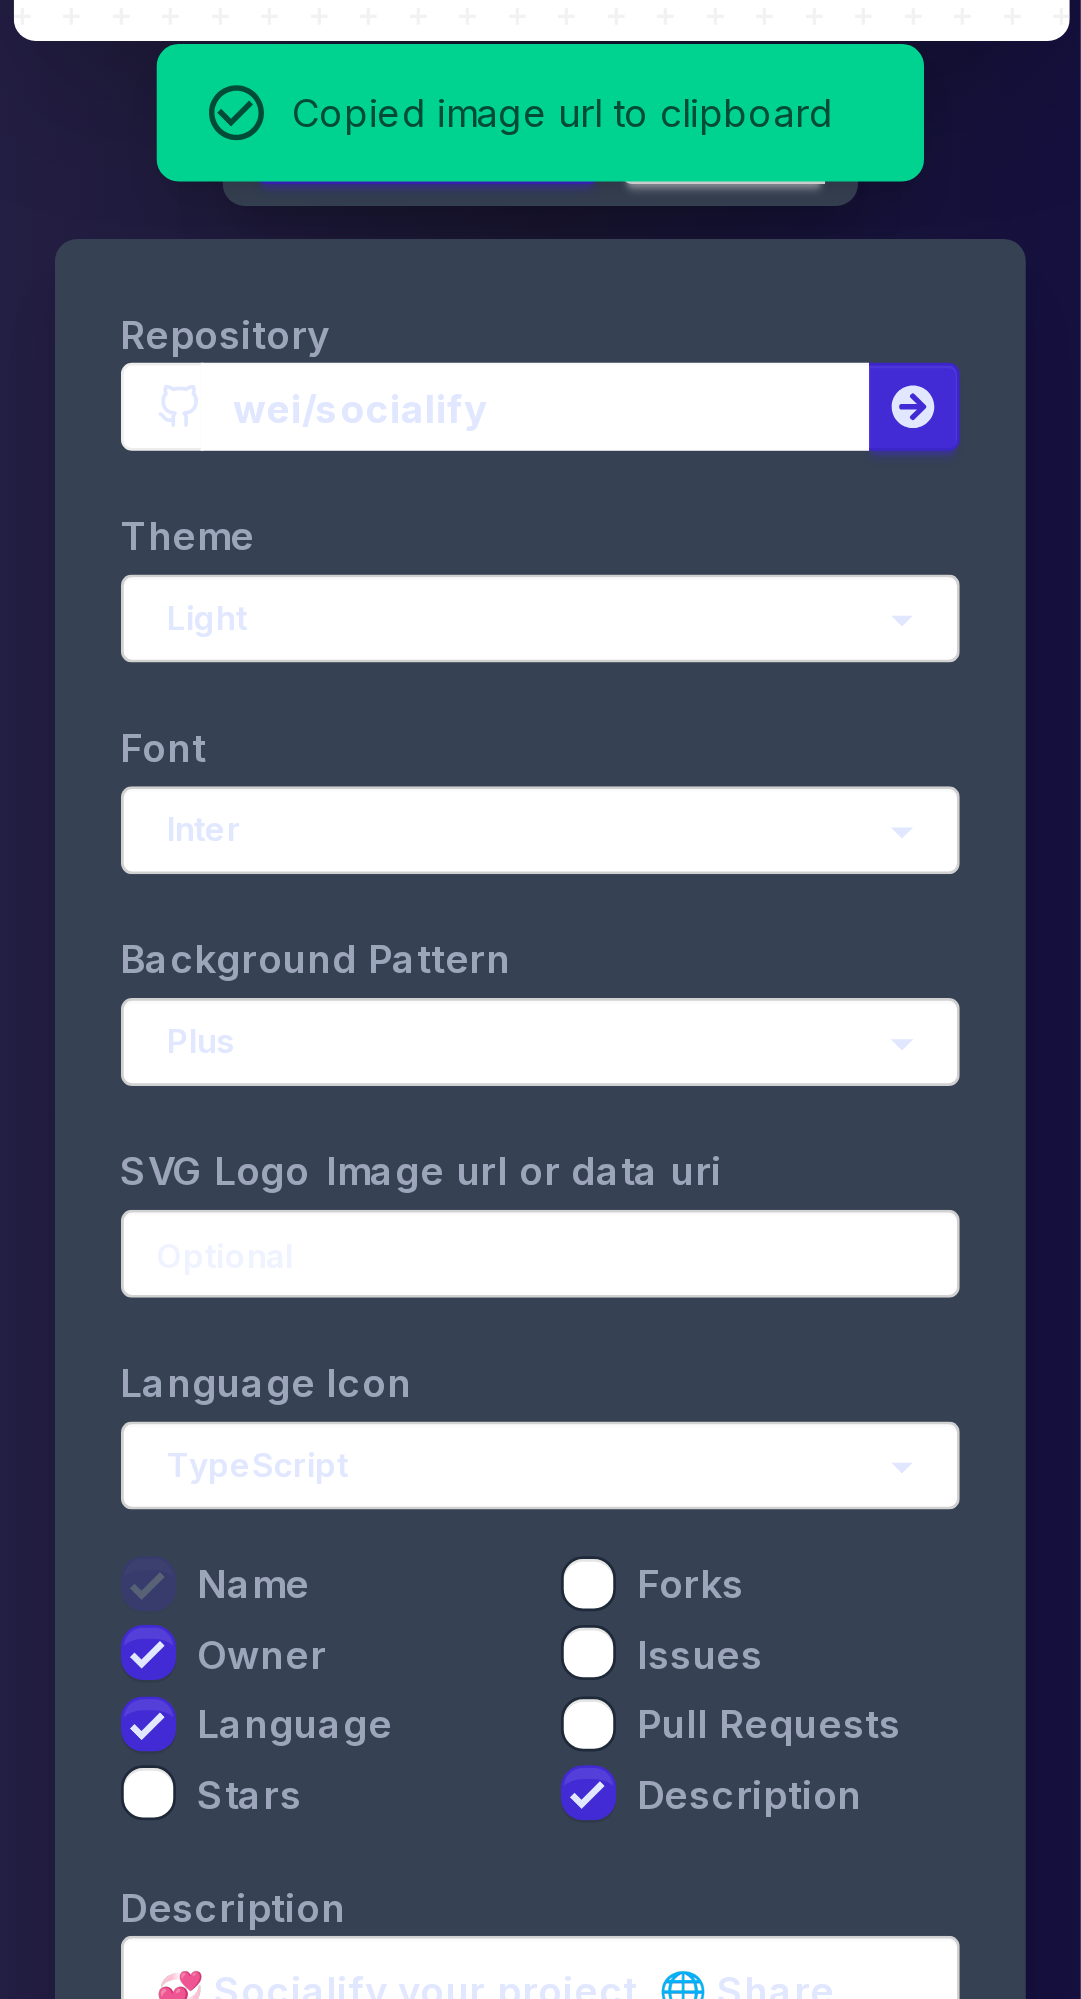 Copied image url to clipboard
Repository
wei/socialify
Theme
Light
Font
Inter
Background Pattern
Plus
SVG Logo Image url or data uri
Optional
Language Icon
TypeScript
Name
Forks
Owner
Issues
Language
Pull Requests
Stars
Description
Description
💞 Socialify your project 🌐 Share